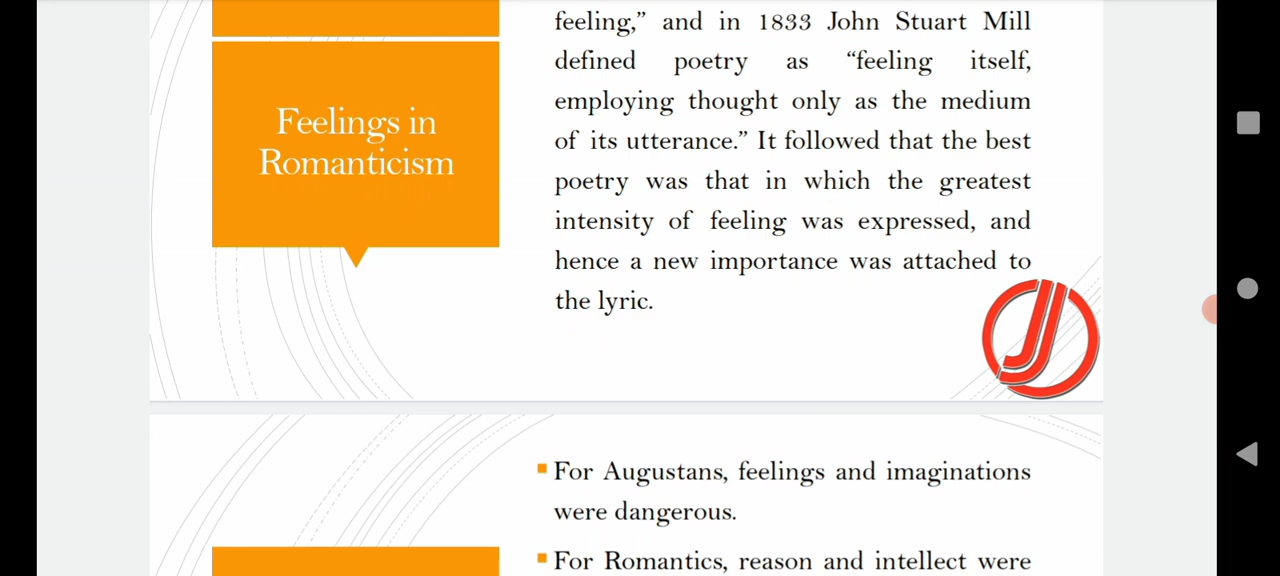 Feelings in
Romanticism
feeling,” and in 1833 John Stuart Mill
defined poetry as “feeling itself,
employing thought only as the medium
of its utterance.” It followed that the best
poetry was that in which the greatest
intensity of feeling was expressed, and
hence a new importance was attached to
the lyric.
For Augustans, feelings and imaginations
were dangerous.
For Romantics, reason and intellect were